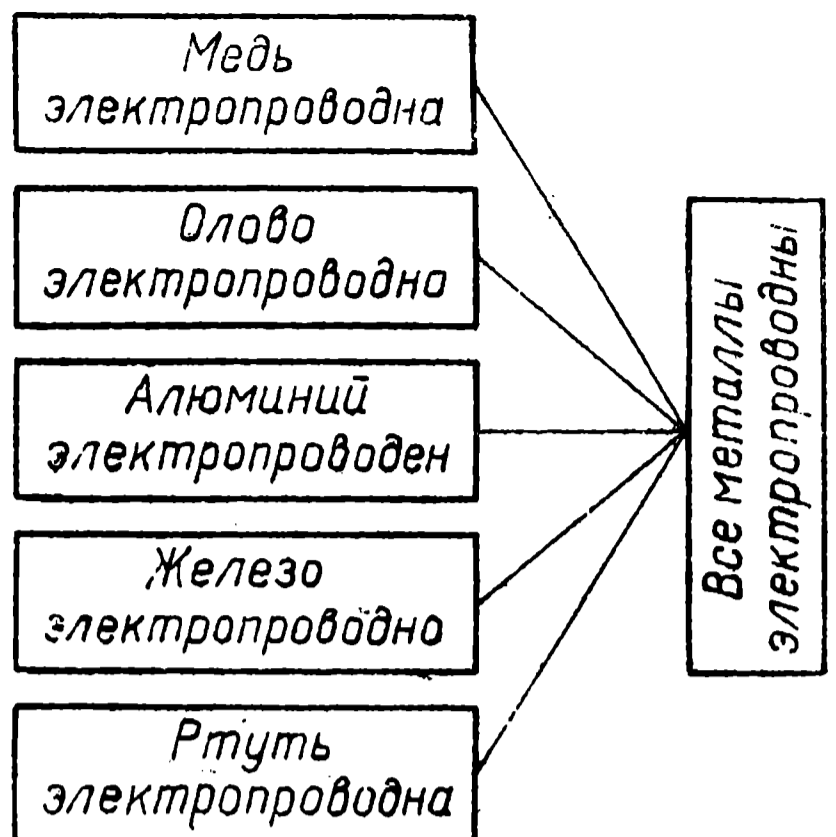 Медь
электропроводна
Олово
электропроводно
Алюминий
электропроводен
Железо
электропроводно
Ртуть
электропроводна
Все металлы
электропроводны